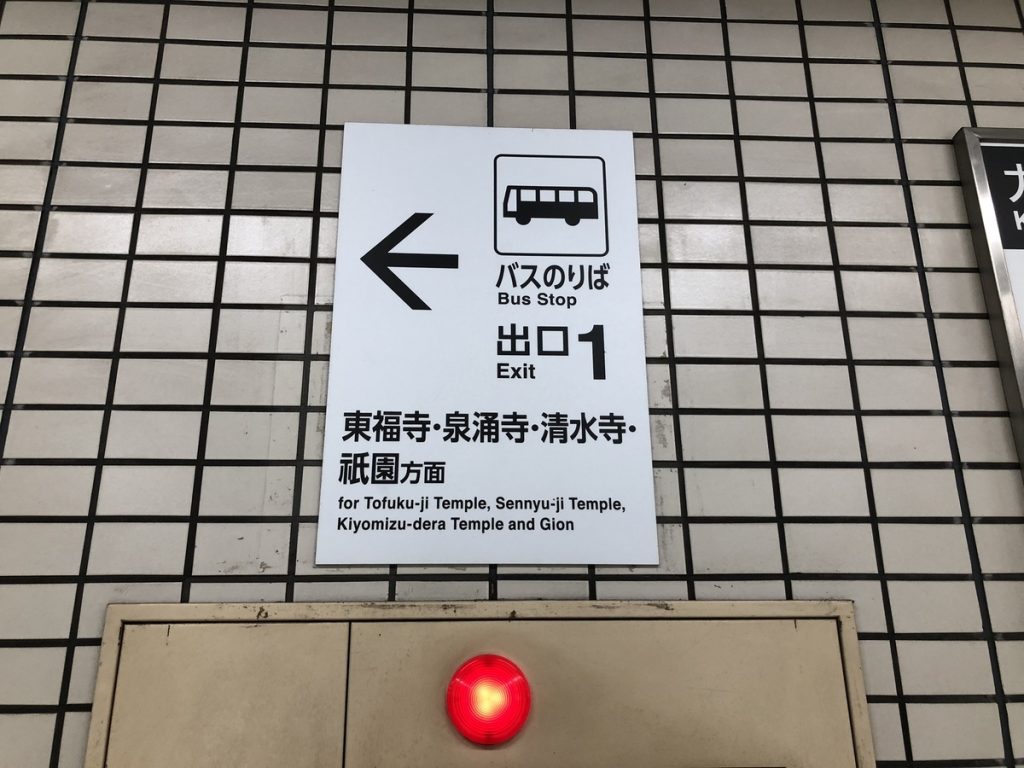 バスのりば
Bus Stop
出口 1
Exit
東福寺・泉涌寺・清水寺・
祇園方面
for Tofuku-ji Temple, Sennyu-ji Temple,
Kiyomizu-dera Temple and Gion